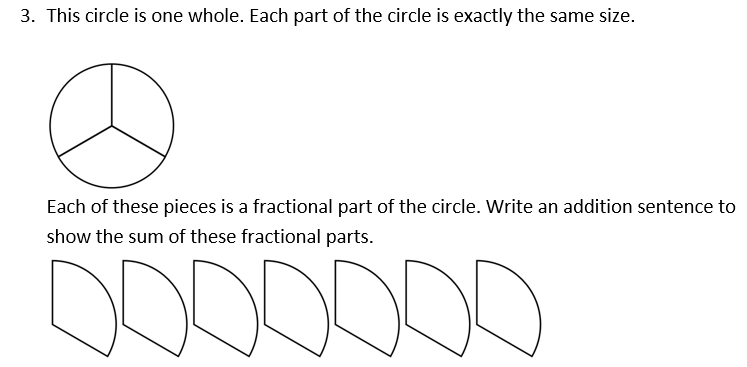 3. This circle is one whole. Each part of the circle is exactly the same size.
Each of these pieces is a fractional part of the circle. Write an addition sentence to
show the sum of these fractional parts.